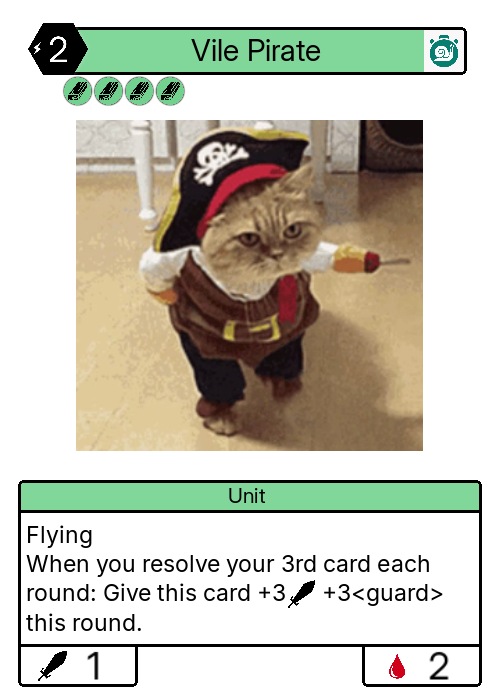 2
Vile Pirate
Unit
Flying
When you resolve your 3rd card each
round: Give this card +3 +3<guard>
this round.
1
2